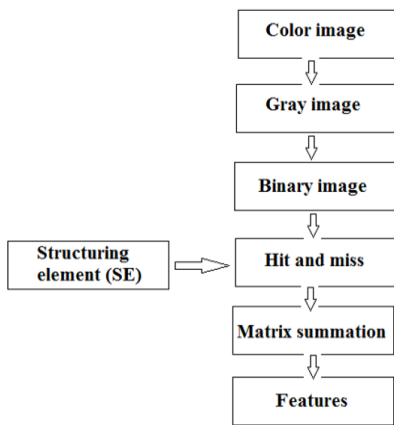 Color image
Gray image
Binary image
Structuring
element (SE)
Hit and miss
Matrix summation
Features